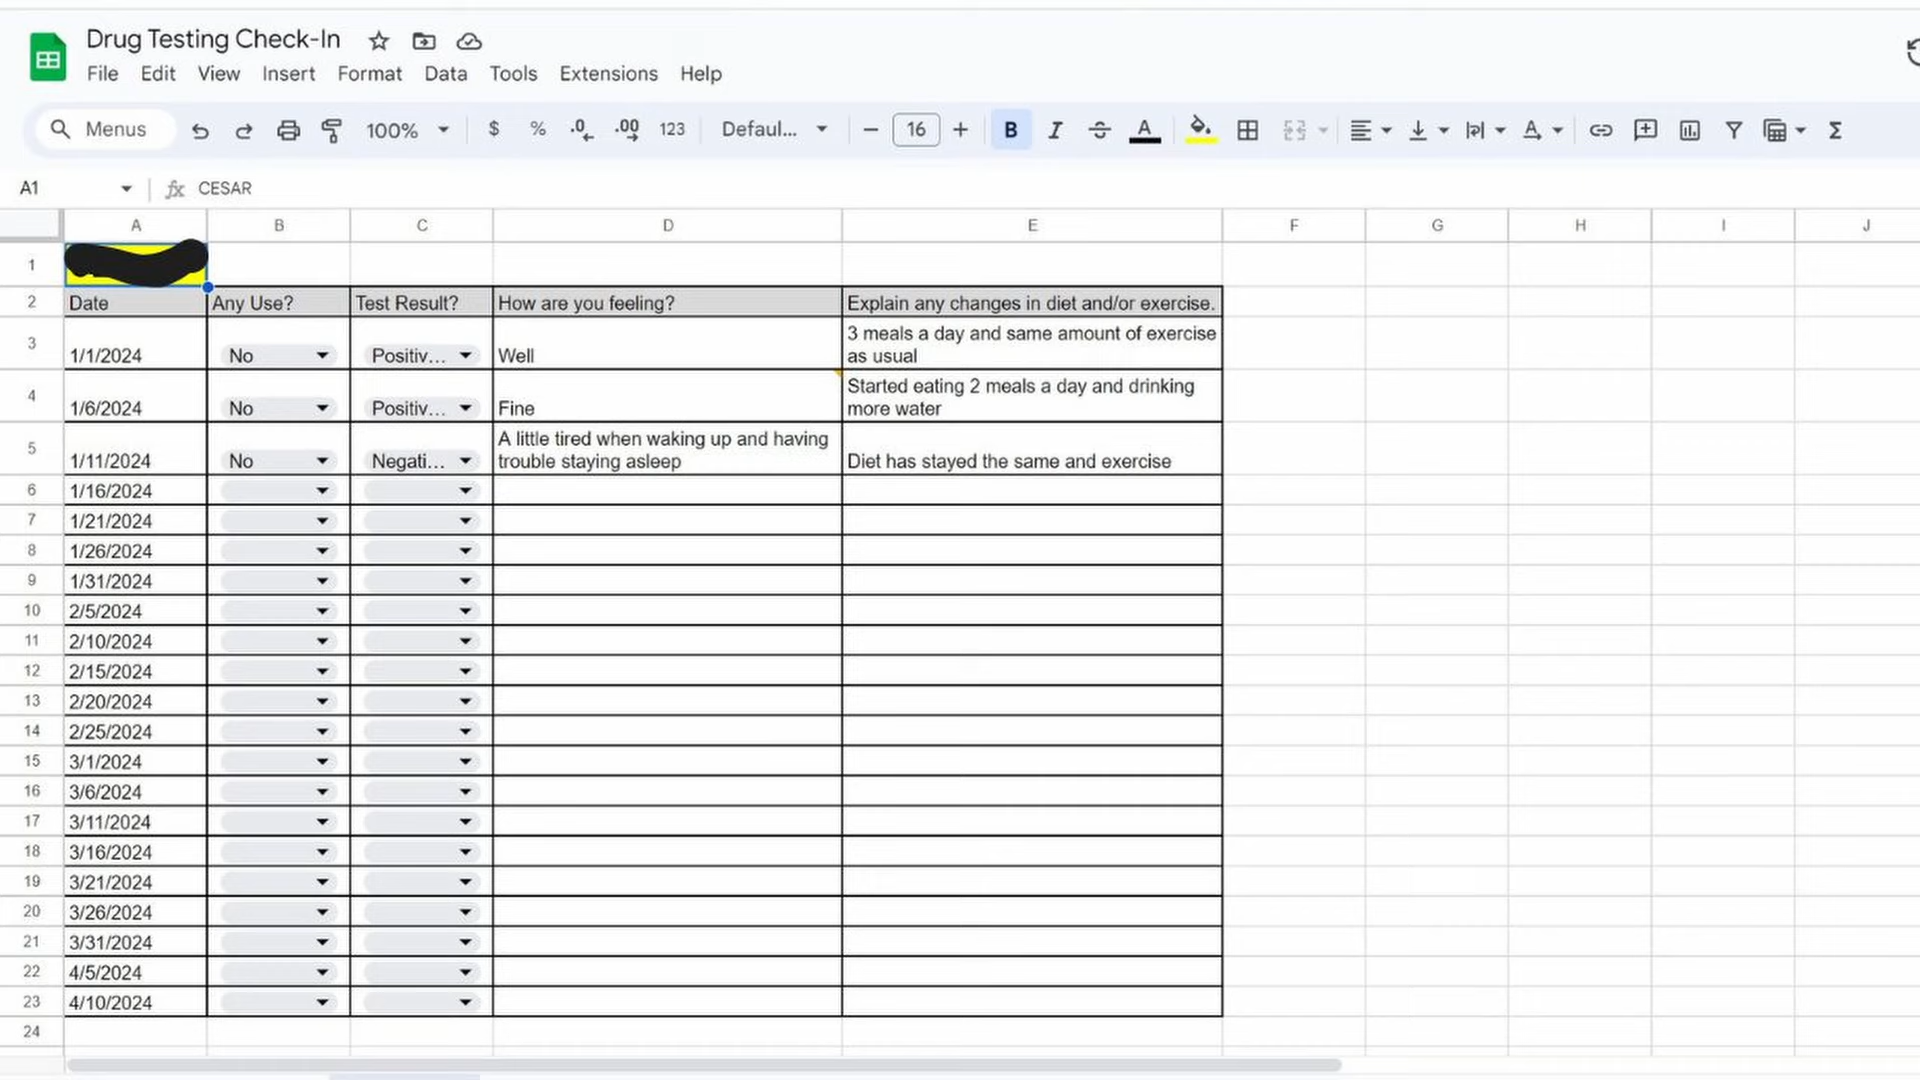 Drug Testing Check-In
File Edit View Insert Format Data Tools Extensions Help
Menus 100% $ % .0 .00 123 Defaul... 16 B I A
A1 fx CESAR
A B C D E F G H I J
1
2 Date Any Use? Test Result? How are you feeling? Explain any changes in diet and/or exercise.
3 1/1/2024 No Positiv... Well 3 meals a day and same amount of exercise
as usual
4 1/6/2024 No Positiv... Fine Started eating 2 meals a day and drinking
more water
5 1/11/2024 No Negati... A little tired when waking up and having
trouble staying asleep Diet has stayed the same and exercise
6 1/16/2024
7 1/21/2024
8 1/26/2024
9 1/31/2024
10 2/5/2024
11 2/10/2024
12 2/15/2024
13 2/20/2024
14 2/25/2024
15 3/1/2024
16 3/6/2024
17 3/11/2024
18 3/16/2024
19 3/21/2024
20 3/26/2024
21 3/31/2024
22 4/5/2024
23 4/10/2024
24